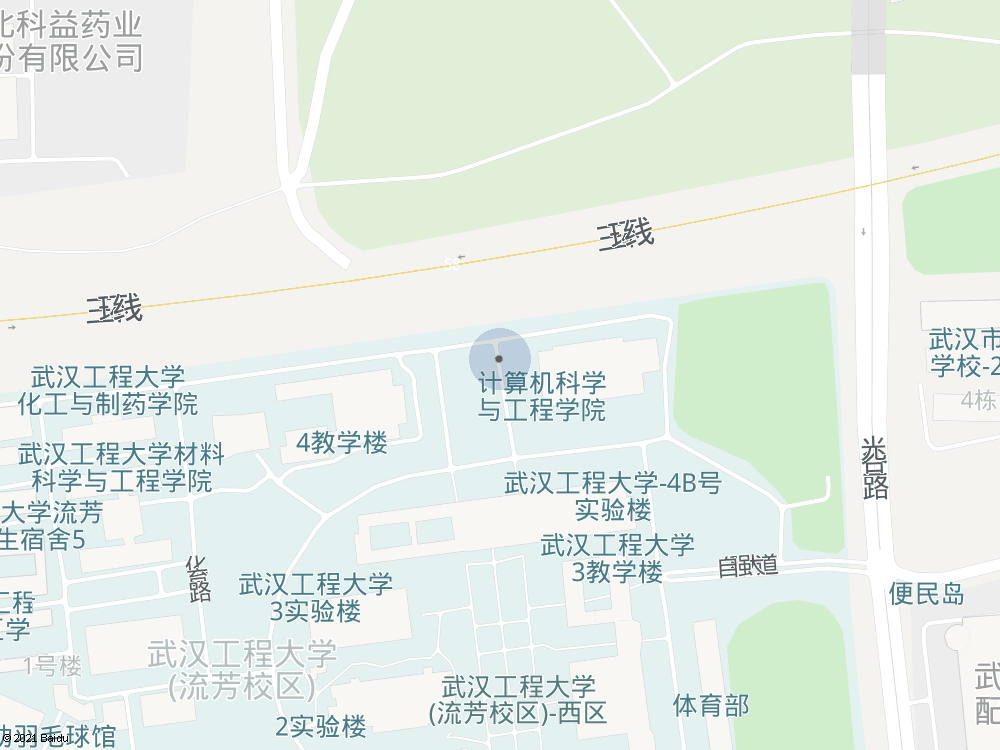 北科益药业
份有限公司
三环线
三环线
武汉工程大学
化工与制药学院
计算机科学
与工程学院
武汉市
学校-2
4栋
4教学楼
武汉工程大学材料
科学与工程学院
光谷路
武汉工程大学-4B号
实验楼
大学流芳
生宿舍5
武汉工程大学
3教学楼
自强大道
化育路
武汉工程大学
3实验楼
便民岛
工程
工学
1号楼
武汉工程大学
(流芳校区)
武汉工程大学
(流芳校区)-西区
体育部
武
配
2实验楼
羽毛球馆
© 2021 Baidu